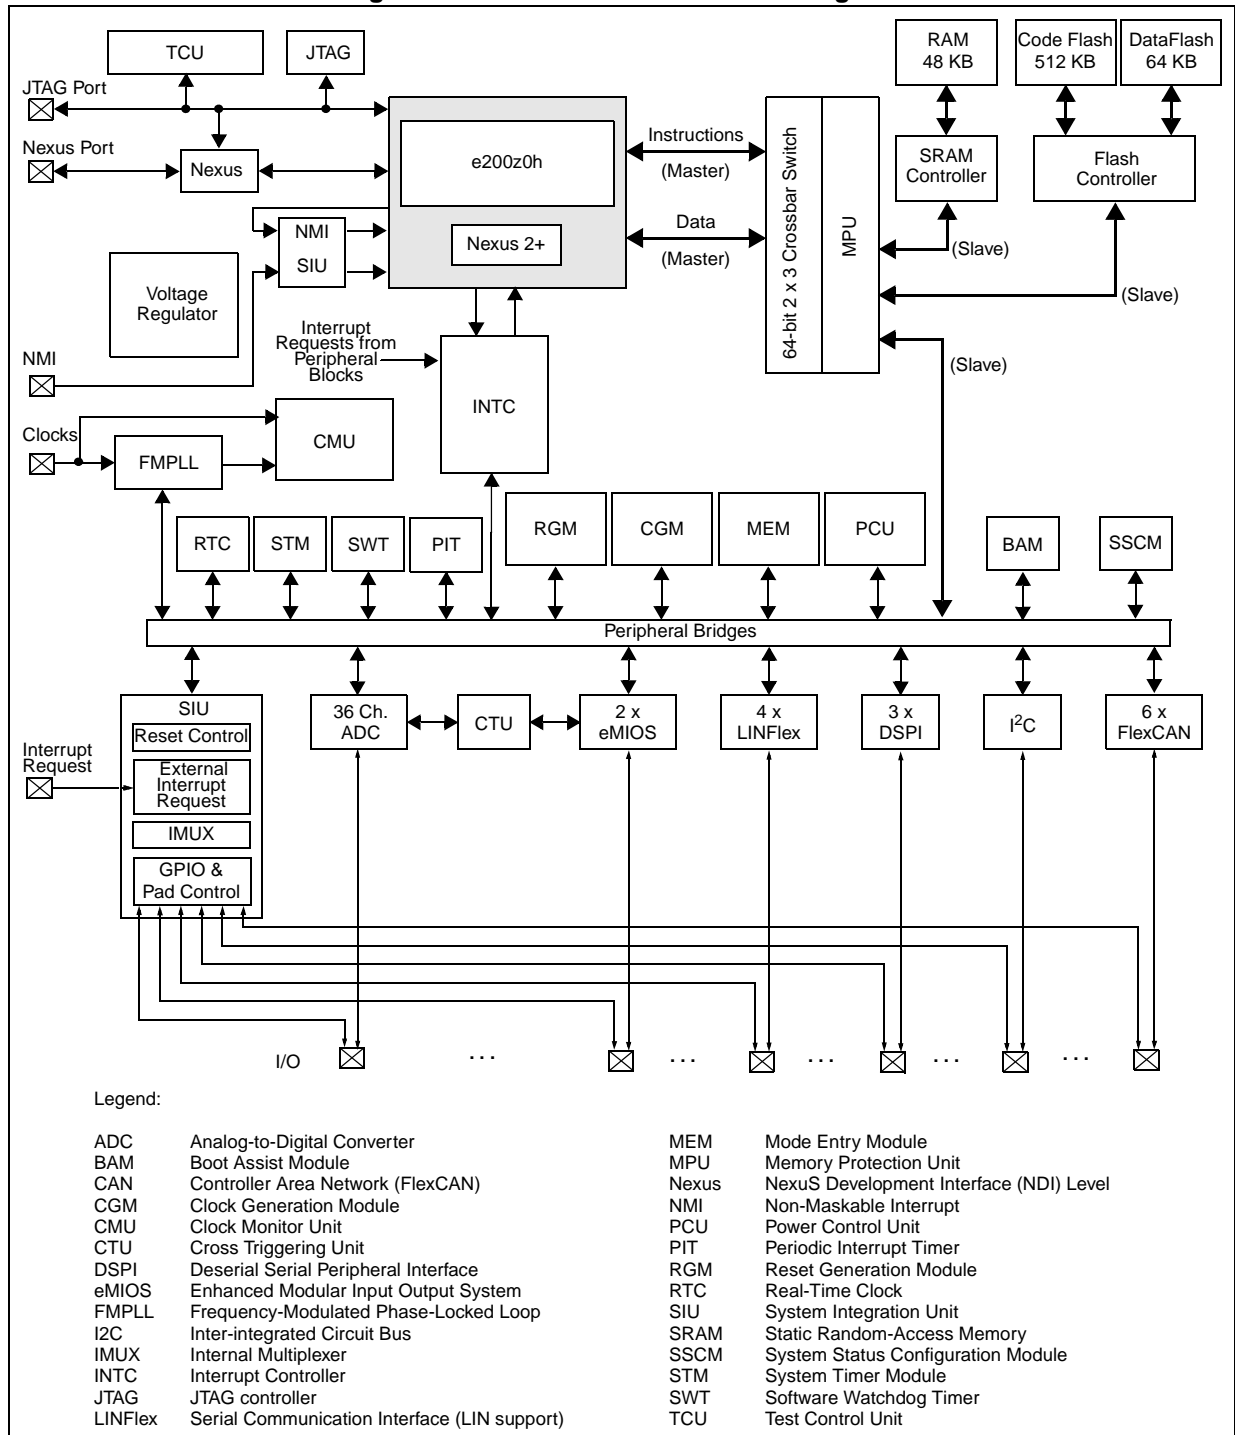 TCU
JTAG
RAM
48 KB
Code Flash
512 KB
DataFlash
64 KB
JTAG Port
Nexus Port
Nexus
e200z0h
Nexus 2+
Instructions
(Master)
Data
(Master)
64-bit 2 x 3 Crossbar Switch
MPU
SRAM
Controller
Flash
Controller
(Slave)
(Slave)
(Slave)
NMI
SIU
Voltage
Regulator
NMI
Interrupt
Requests from
Peripheral
Blocks
INTC
Clocks
FMPLL
CMU
RTC
STM
SWT
PIT
RGM
CGM
MEM
PCU
BAM
SSCM
Peripheral Bridges
SIU
Reset Control
External
Interrupt
Request
IMUX
GPIO &
Pad Control
Interrupt
Request
36 Ch.
ADC
CTU
2 x
eMIOS
4 x
LINFlex
3 x
DSPI
I2C
6 x
FlexCAN
I/O
. . .
. . .
. . .
. . .
. . .
Legend:
ADC Analog-to-Digital Converter
BAM Boot Assist Module
CAN Controller Area Network (FlexCAN)
CGM Clock Generation Module
CMU Clock Monitor Unit
CTU Cross Triggering Unit
DSPI Deserial Serial Peripheral Interface
eMIOS Enhanced Modular Input Output System
FMPLL Frequency-Modulated Phase-Locked Loop
I2C Inter-integrated Circuit Bus
IMUX Internal Multiplexer
INTC Interrupt Controller
JTAG JTAG controller
LINFlex Serial Communication Interface (LIN support)
MEM Mode Entry Module
MPU Memory Protection Unit
Nexus NexuS Development Interface (NDI) Level
NMI Non-Maskable Interrupt
PCU Power Control Unit
PIT Periodic Interrupt Timer
RGM Reset Generation Module
RTC Real-Time Clock
SIU System Integration Unit
SRAM Static Random-Access Memory
SSCM System Status Configuration Module
STM System Timer Module
SWT Software Watchdog Timer
TCU Test Control Unit